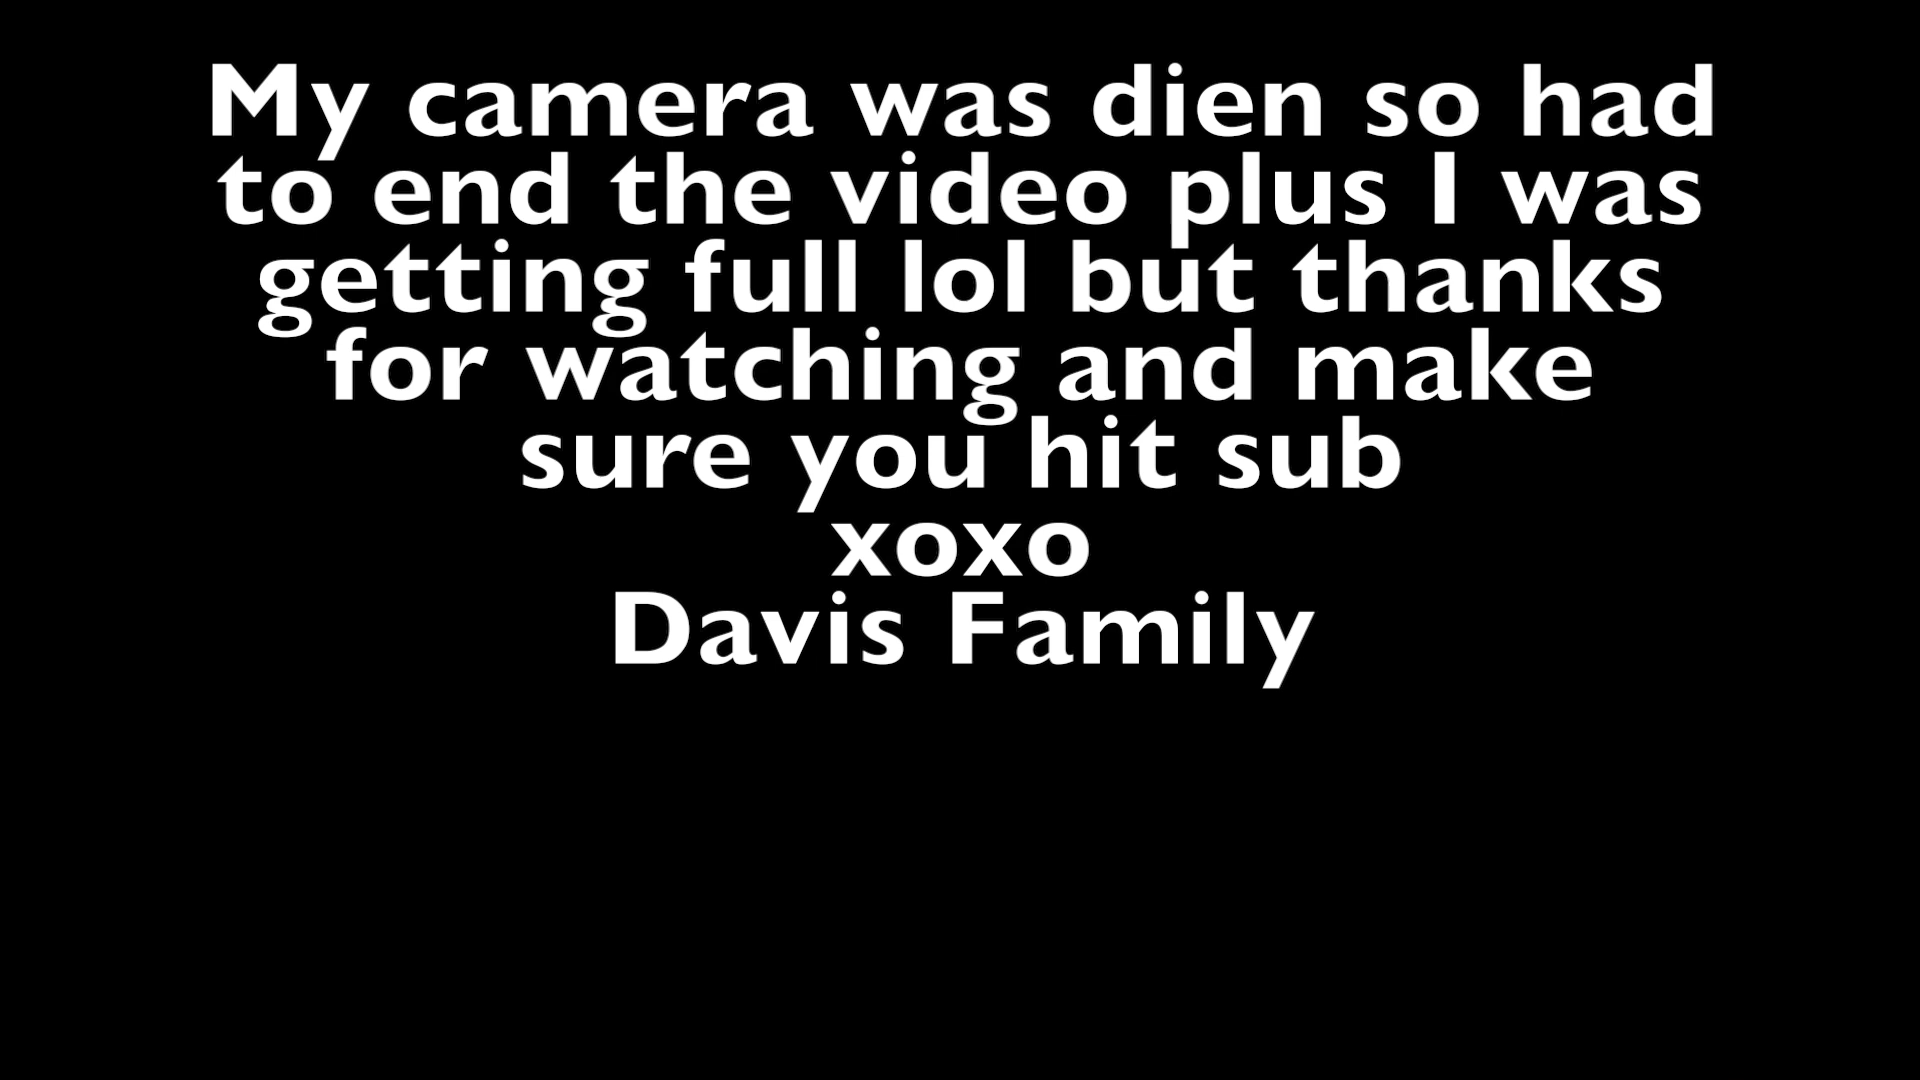 My camera was dien so had
to end the video plus I was
getting full lol but thanks
for watching and make
sure you hit sub
xoxo
Davis Family